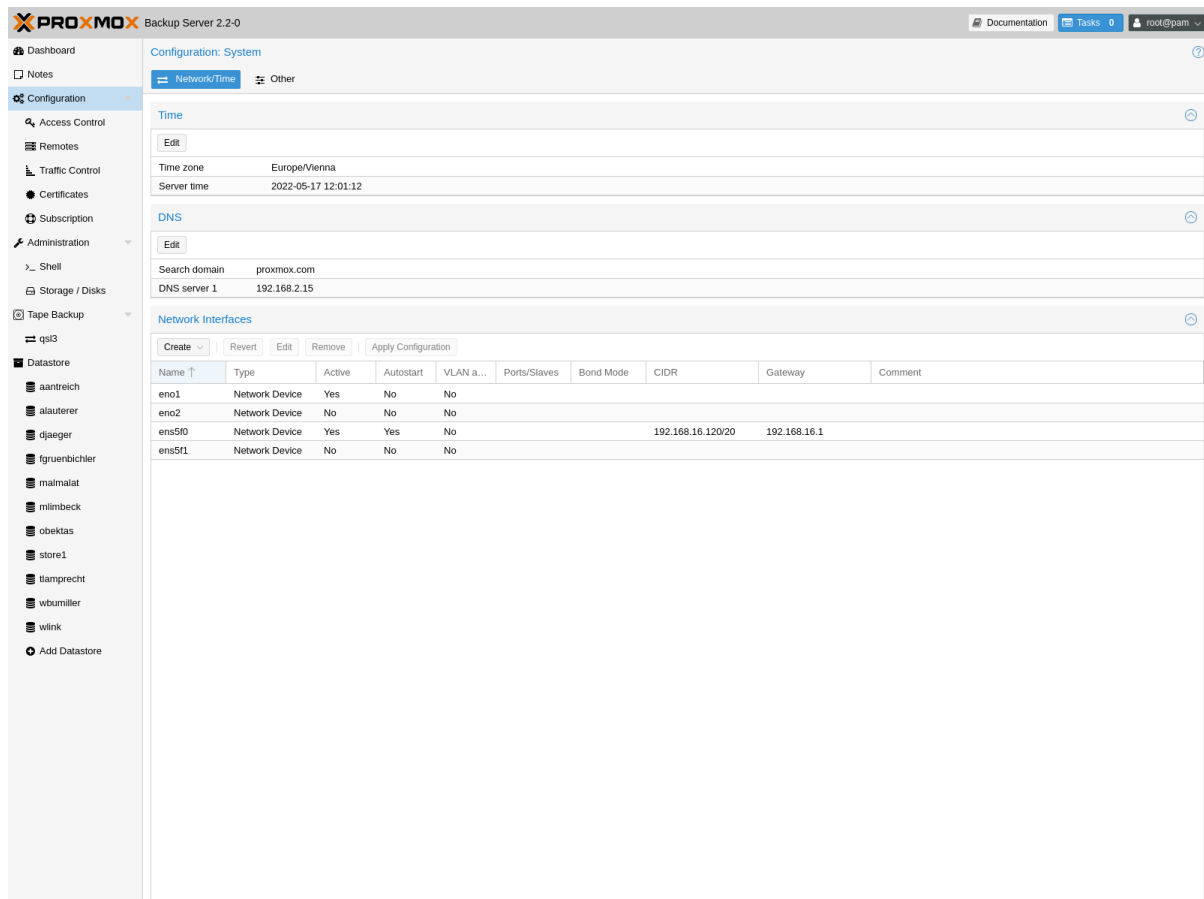 PROXMOX Backup Server 2.2-0 Documentation Tasks 0 root@pam
Dashboard
Notes
Configuration
Access Control
Remotes
Traffic Control
Certificates
Subscription
Administration
Shell
Storage / Disks
Tape Backup
qsl3
Datastore
aantreich
alauterer
djaeger
fgruenbichler
malmalat
mlimbeck
obektas
store1
tlamprecht
wbumiller
wlink
Add Datastore
Configuration: System
Network/Time Other
Time
Edit
Time zone Europe/Vienna
Server time 2022-05-17 12:01:12
DNS
Edit
Search domain proxmox.com
DNS server 1 192.168.2.15
Network Interfaces
Create Revert Edit Remove Apply Configuration
Name ↑ Type Active Autostart VLAN a... Ports/Slaves Bond Mode CIDR Gateway Comment
eno1 Network Device Yes No No
eno2 Network Device No No No
ens5f0 Network Device Yes Yes No 192.168.16.120/20 192.168.16.1
ens5f1 Network Device No No No